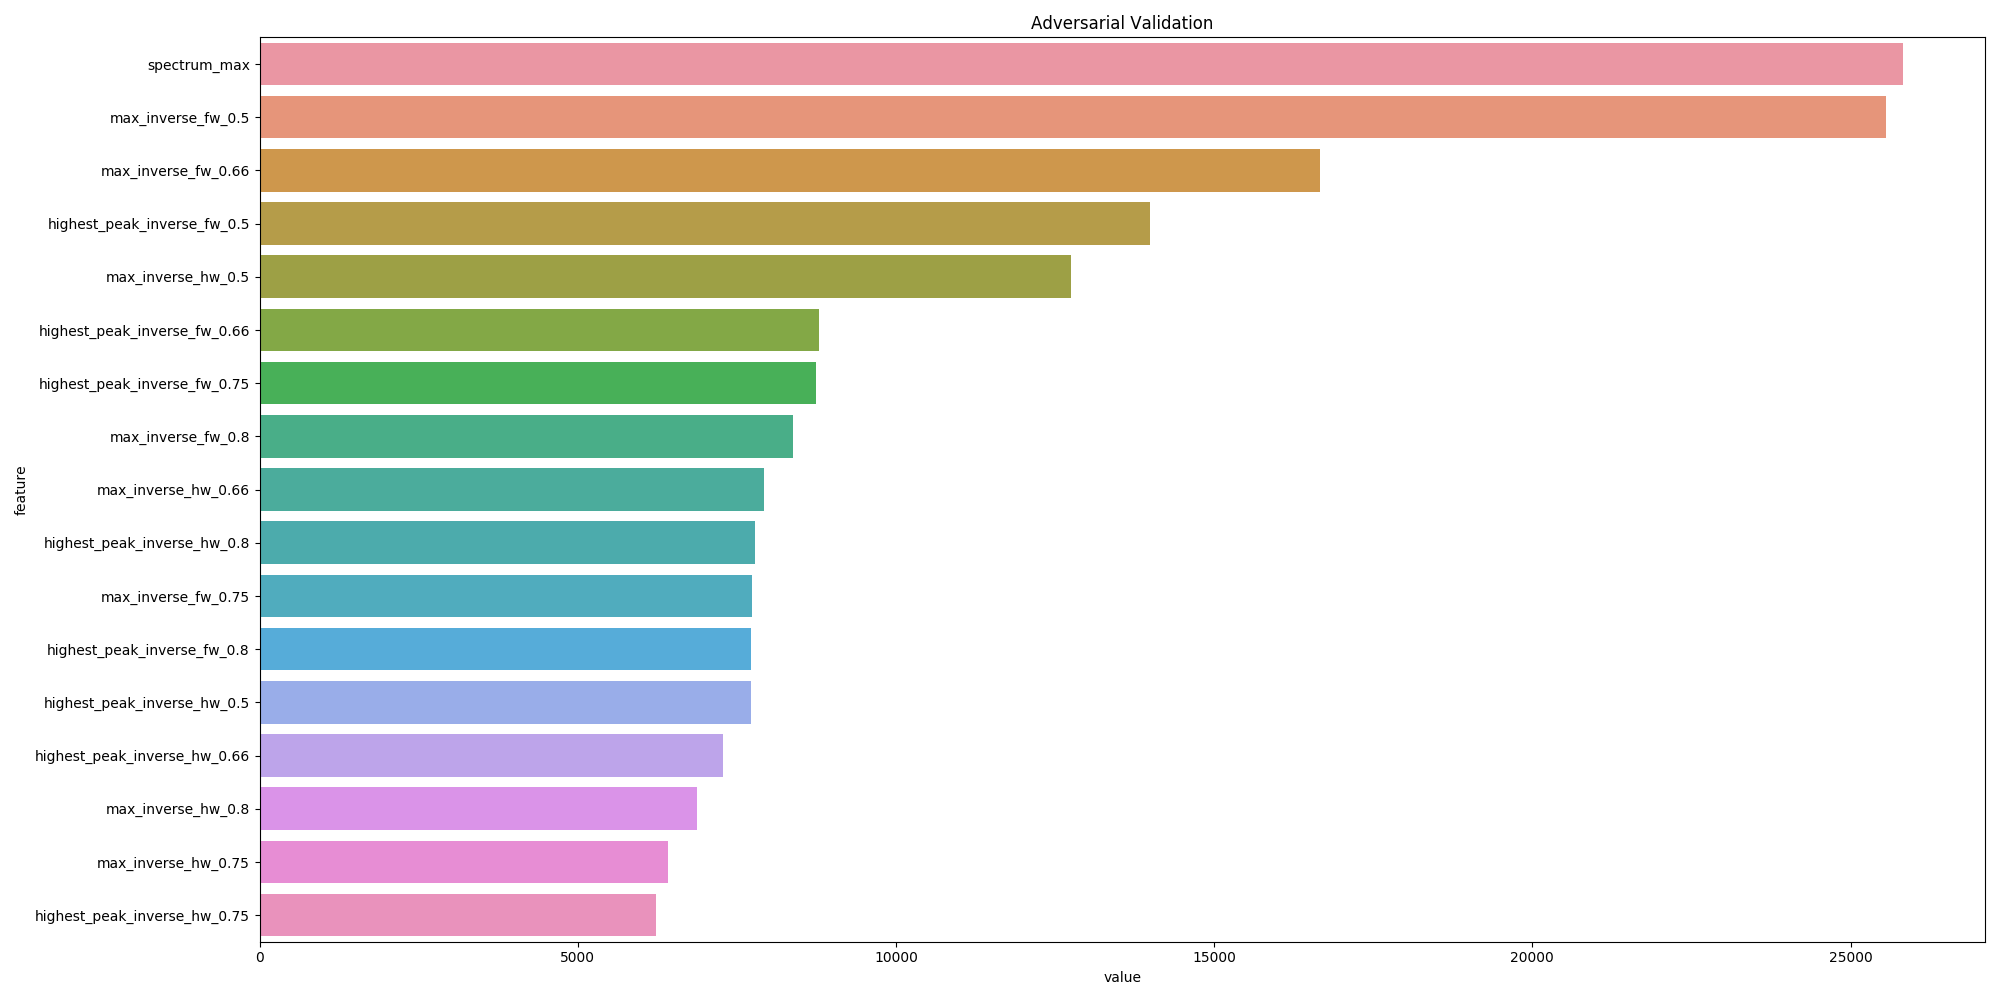 Adversarial Validation
feature
spectrum_max
max_inverse_fw_0.5
max_inverse_fw_0.66
highest_peak_inverse_fw_0.5
max_inverse_hw_0.5
highest_peak_inverse_fw_0.66
highest_peak_inverse_fw_0.75
max_inverse_fw_0.8
max_inverse_hw_0.66
highest_peak_inverse_hw_0.8
max_inverse_fw_0.75
highest_peak_inverse_fw_0.8
highest_peak_inverse_hw_0.5
highest_peak_inverse_hw_0.66
max_inverse_hw_0.8
max_inverse_hw_0.75
highest_peak_inverse_hw_0.75
0 5000 10000 15000 20000 25000
value